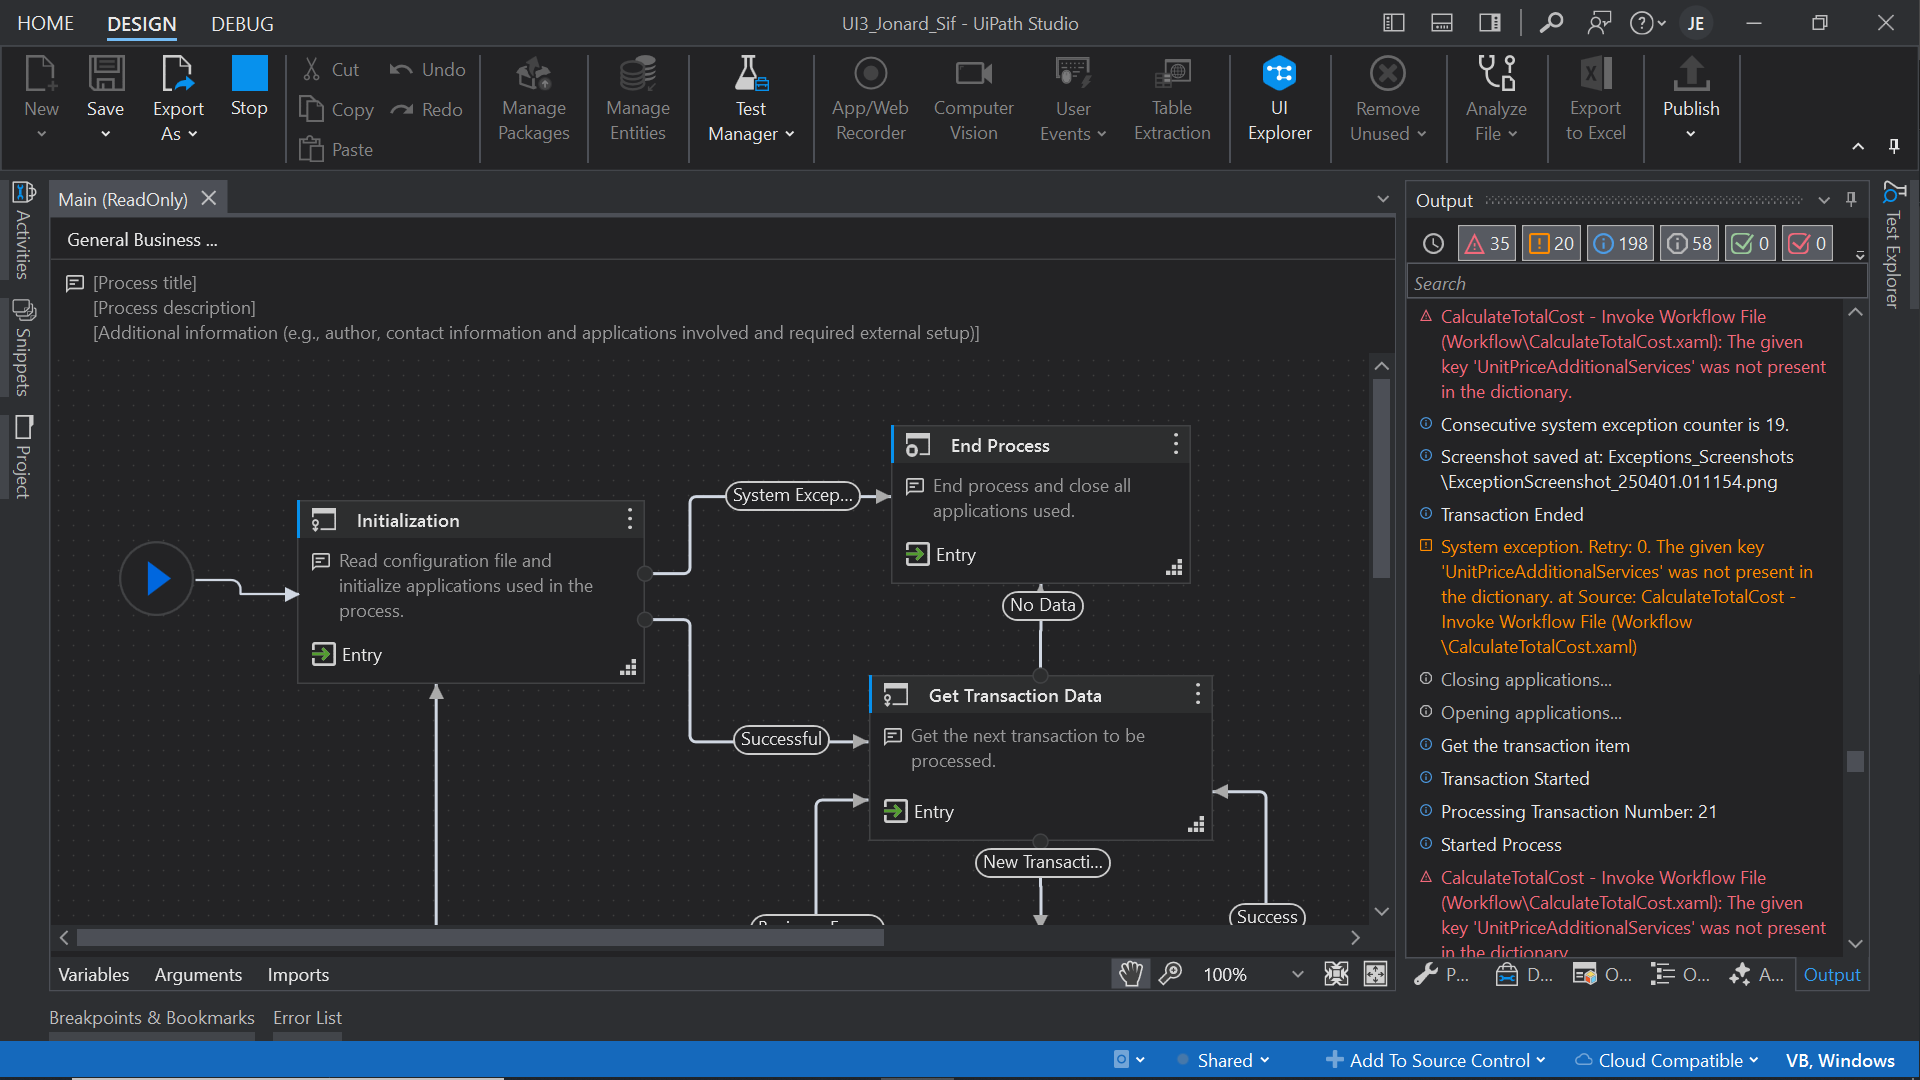 HOME DESIGN DEBUG
UI3_Jonard_Sif - UiPath Studio
JE
New
Save
Export
As
Stop
Cut
Copy
Paste
Undo
Redo
Manage
Packages
Manage
Entities
Test
Manager
App/Web
Recorder
Computer
Vision
User
Events
Table
Extraction
UI
Explorer
Remove
Unused
Analyze
File
Export
to Excel
Publish
Activities
Snippets
Project
Main (ReadOnly)
General Business ...
[Process title]
[Process description]
[Additional information (e.g., author, contact information and applications involved and required external setup)]
Initialization
Read configuration file and
initialize applications used in the
process.
Entry
System Excep...
End Process
End process and close all
applications used.
Entry
No Data
Successful
Get Transaction Data
Get the next transaction to be
processed.
Entry
New Transacti...
Success
Variables Arguments Imports
100%
Breakpoints & Bookmarks Error List
Output
35 20 198 58 0 0
Search
CalculateTotalCost - Invoke Workflow File
(Workflow\CalculateTotalCost.xaml): The given
key 'UnitPriceAdditionalServices' was not present
in the dictionary.
Consecutive system exception counter is 19.
Screenshot saved at: Exceptions_Screenshots
\ExceptionScreenshot_250401.011154.png
Transaction Ended
System exception. Retry: 0. The given key
'UnitPriceAdditionalServices' was not present in
the dictionary. at Source: CalculateTotalCost -
Invoke Workflow File (Workflow
\CalculateTotalCost.xaml)
Closing applications...
Opening applications...
Get the transaction item
Transaction Started
Processing Transaction Number: 21
Started Process
CalculateTotalCost - Invoke Workflow File
(Workflow\CalculateTotalCost.xaml): The given
key 'UnitPriceAdditionalServices' was not present
in the dictionary
P... D... O... O... A... Output
Test Explorer
Shared Add To Source Control Cloud Compatible VB, Windows